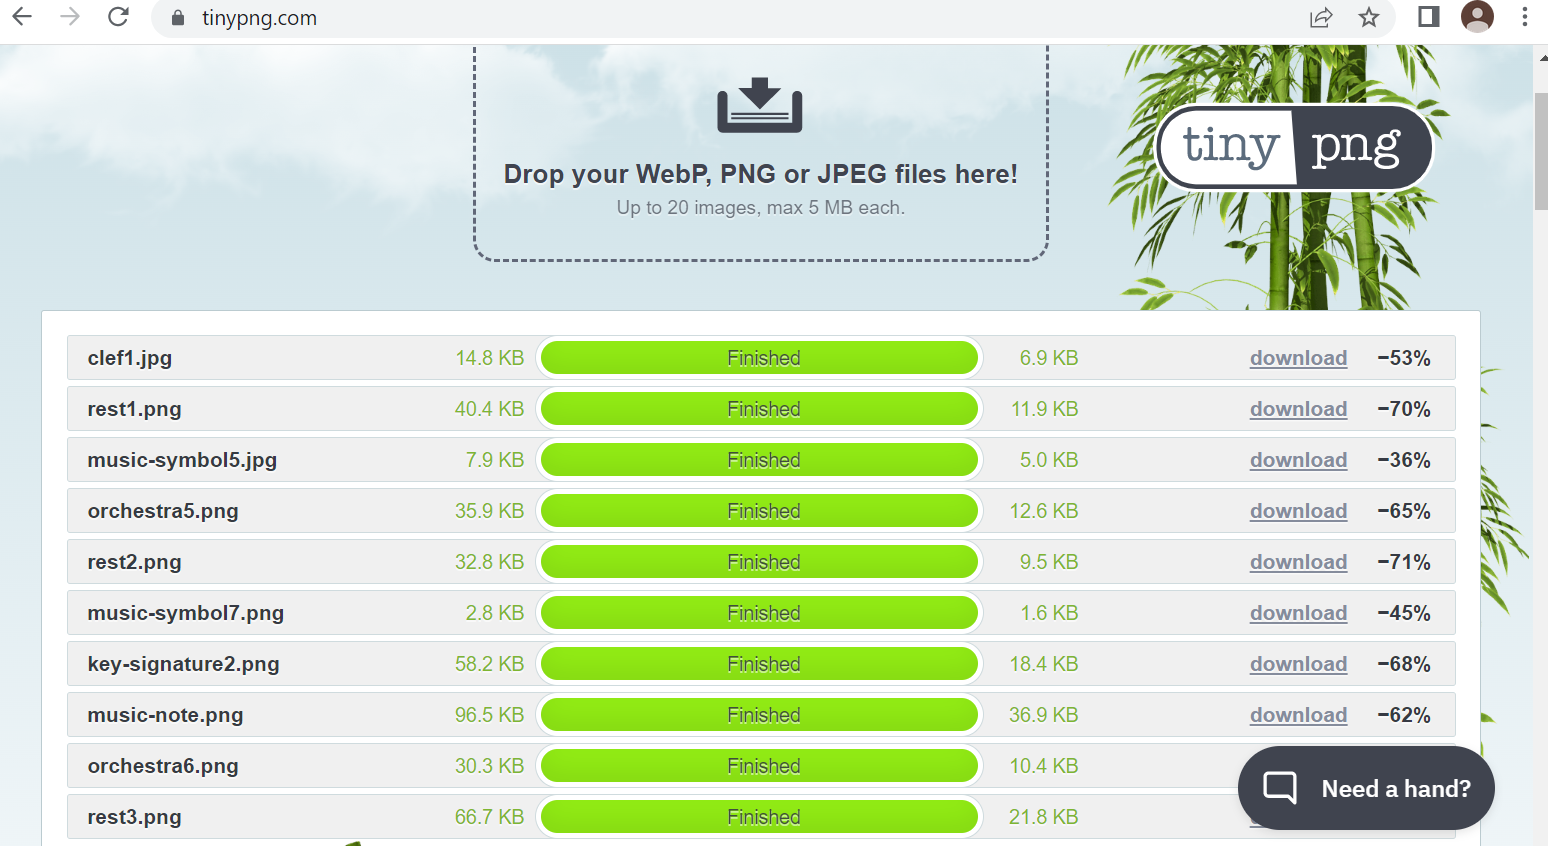 tinypng.com
Drop your WebP, PNG or JPEG files here!
Up to 20 images, max 5 MB each.
tiny png
clef1.jpg 14.8 KB Finished 6.9 KB download −53%
rest1.png 40.4 KB Finished 11.9 KB download −70%
music-symbol5.jpg 7.9 KB Finished 5.0 KB download −36%
orchestra5.png 35.9 KB Finished 12.6 KB download −65%
rest2.png 32.8 KB Finished 9.5 KB download −71%
music-symbol7.png 2.8 KB Finished 1.6 KB download −45%
key-signature2.png 58.2 KB Finished 18.4 KB download −68%
music-note.png 96.5 KB Finished 36.9 KB download −62%
orchestra6.png 30.3 KB Finished 10.4 KB
Need a hand?
rest3.png 66.7 KB Finished 21.8 KB